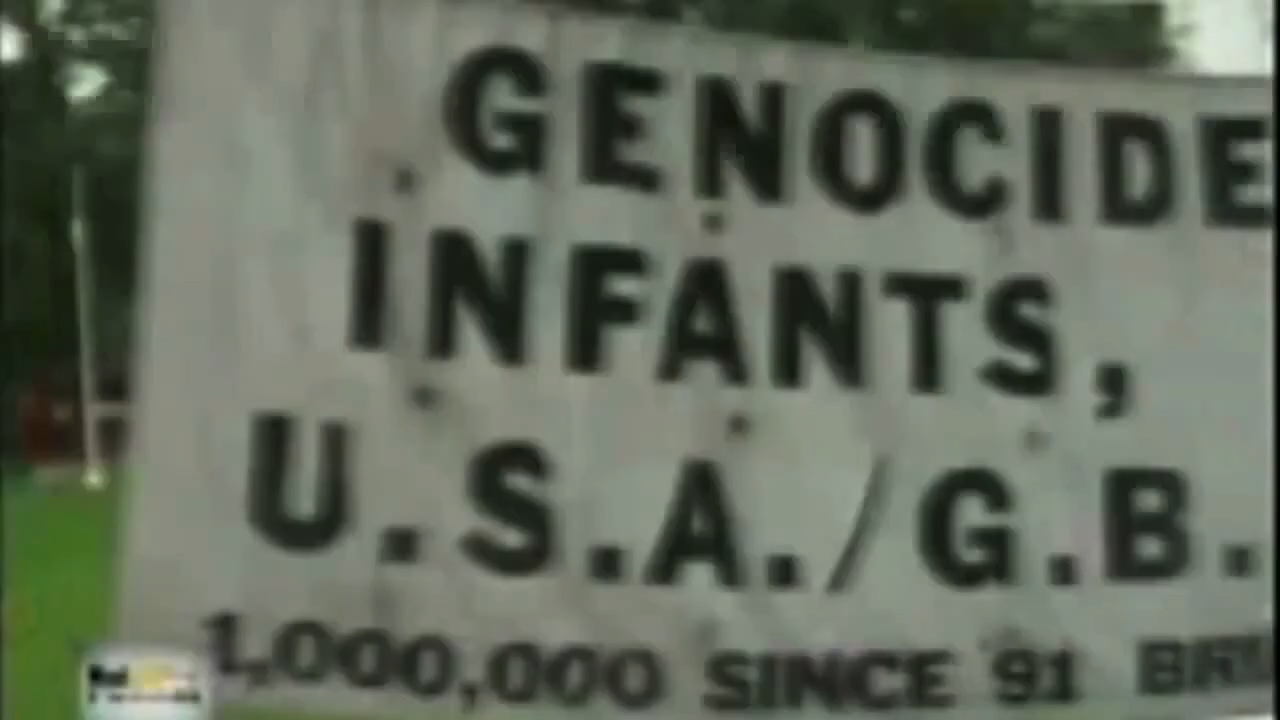 GENOCIDE
INFANTS,
U.S.A./G.B.
1,000,000 SINCE '91